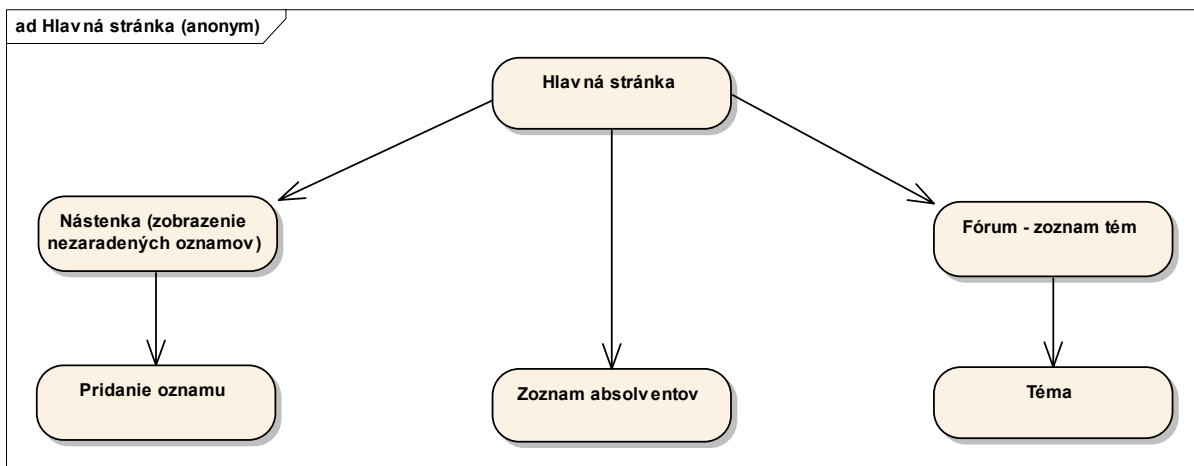 ad Hlavná stránka (anonym)
Hlavná stránka
Nástenka (zobrazenie
nezaradených oznamov)
Fórum - zoznam tém
Pridanie oznamu
Zoznam absolventov
Téma